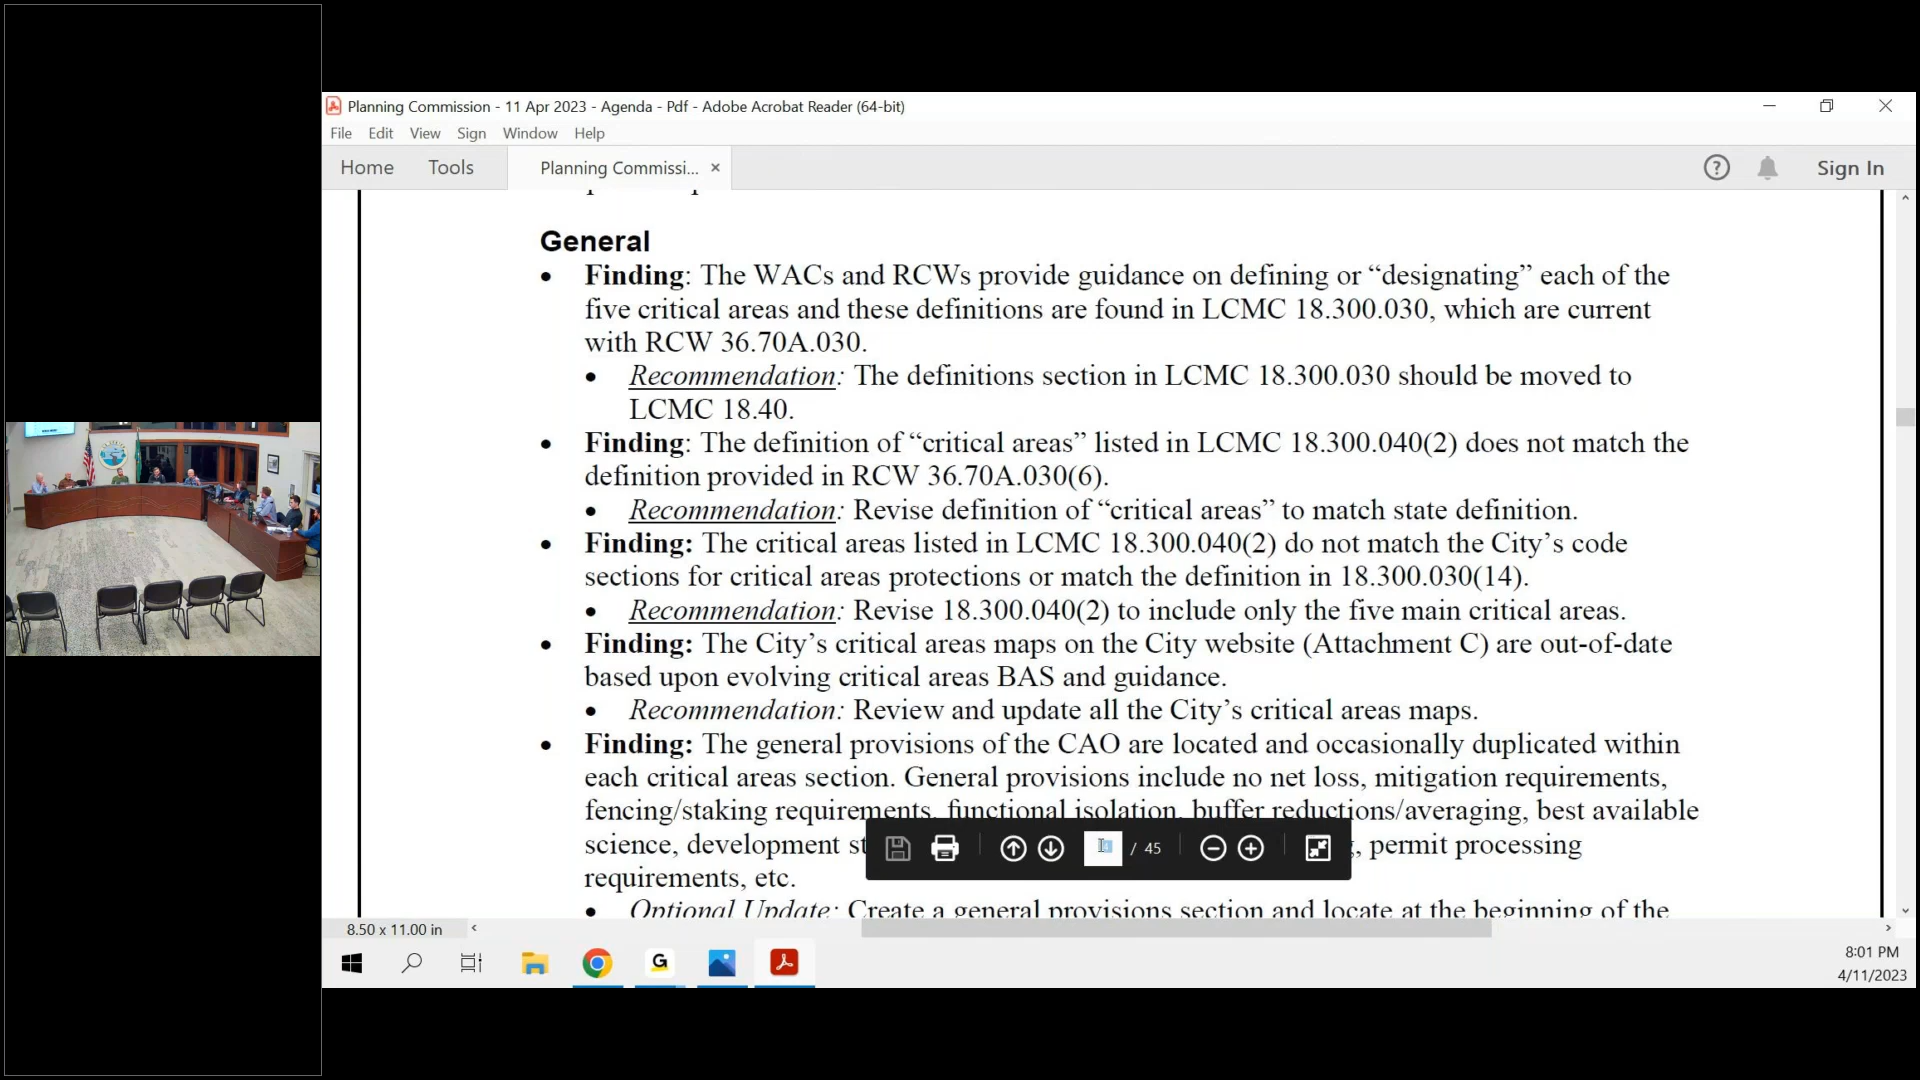 Planning Commission - 11 Apr 2023 - Agenda - Pdf - Adobe Acrobat Reader (64-bit)
File Edit View Sign Window Help
Home Tools Planning Commissi... × Sign In
General
• Finding: The WACs and RCWs provide guidance on defining or “designating” each of the
five critical areas and these definitions are found in LCMC 18.300.030, which are current
with RCW 36.70A.030.
• Recommendation: The definitions section in LCMC 18.300.030 should be moved to
LCMC 18.40.
• Finding: The definition of “critical areas” listed in LCMC 18.300.040(2) does not match the
definition provided in RCW 36.70A.030(6).
• Recommendation: Revise definition of “critical areas” to match state definition.
• Finding: The critical areas listed in LCMC 18.300.040(2) do not match the City’s code
sections for critical areas protections or match the definition in 18.300.030(14).
• Recommendation: Revise 18.300.040(2) to include only the five main critical areas.
• Finding: The City’s critical areas maps on the City website (Attachment C) are out-of-date
based upon evolving critical areas BAS and guidance.
• Recommendation: Review and update all the City’s critical areas maps.
• Finding: The general provisions of the CAO are located and occasionally duplicated within
each critical areas section. General provisions include no net loss, mitigation requirements,
fencing/staking requirements, functional isolation, buffer reductions/averaging, best available
science, development , permit processing
/ 45
requirements, etc.
• Optional Update: Create a general provisions section and locate at the beginning of the
8.50 x 11.00 in
8:01 PM
4/11/2023